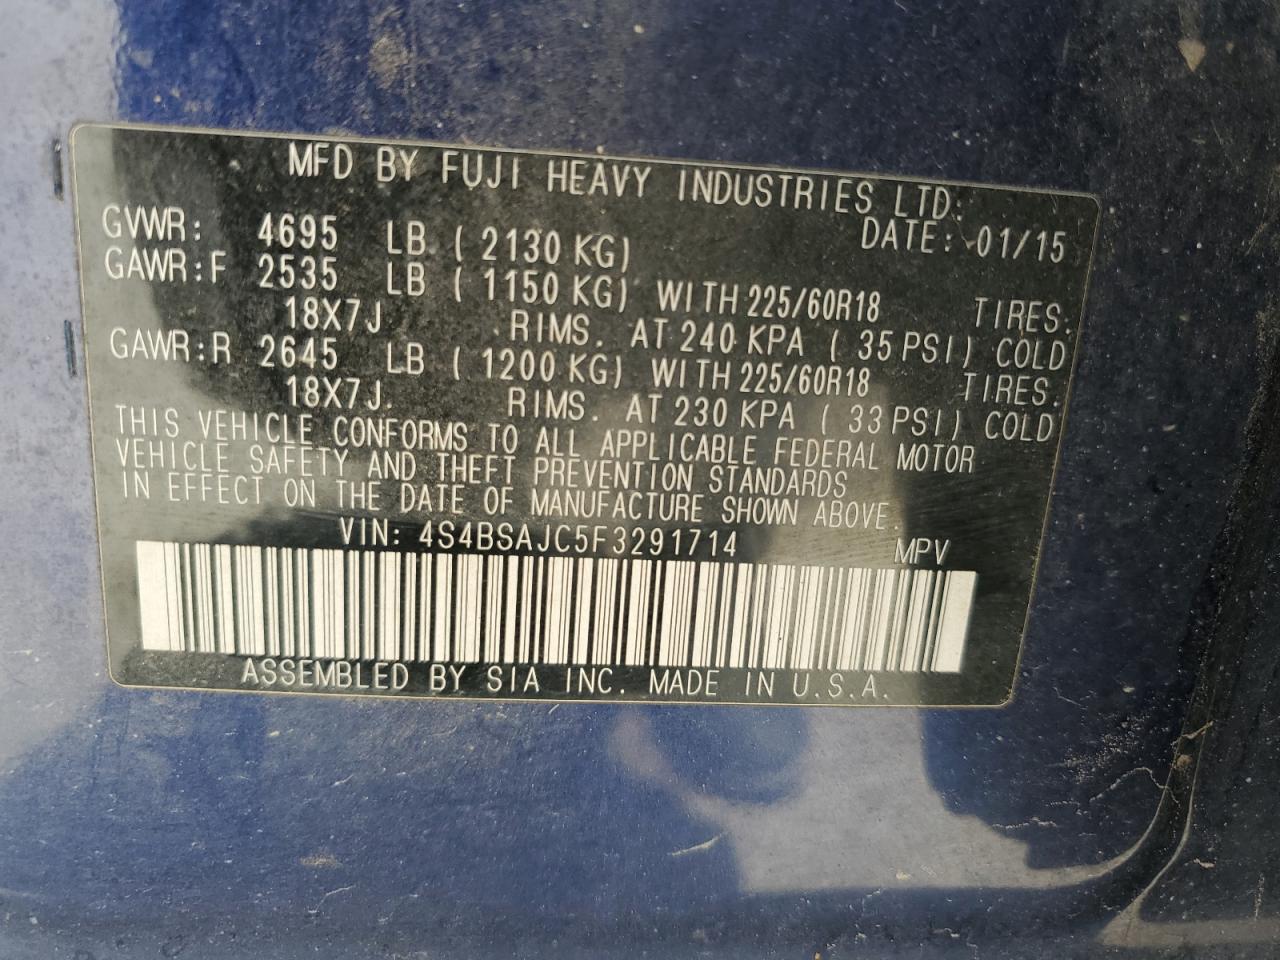 MFD BY FUJI HEAVY INDUSTRIES LTD.
DATE: 01/15
GVWR: 4695 LB ( 2130 KG)
GAWR:F 2535 LB ( 1150 KG) WITH 225/60R18 TIRES.
18X7J RIMS. AT 240 KPA ( 35 PSI) COLD
GAWR:R 2645 LB ( 1200 KG) WITH 225/60R18 TIRES.
18X7J. RIMS. AT 230 KPA ( 33 PSI) COLD
THIS VEHICLE CONFORMS TO ALL APPLICABLE FEDERAL MOTOR
VEHICLE SAFETY AND THEFT PREVENTION STANDARDS
IN EFFECT ON THE DATE OF MANUFACTURE SHOWN ABOVE.
VIN: 4S4BSAJC5F3291714 MPV
ASSEMBLED BY SIA INC. MADE IN U.S.A.